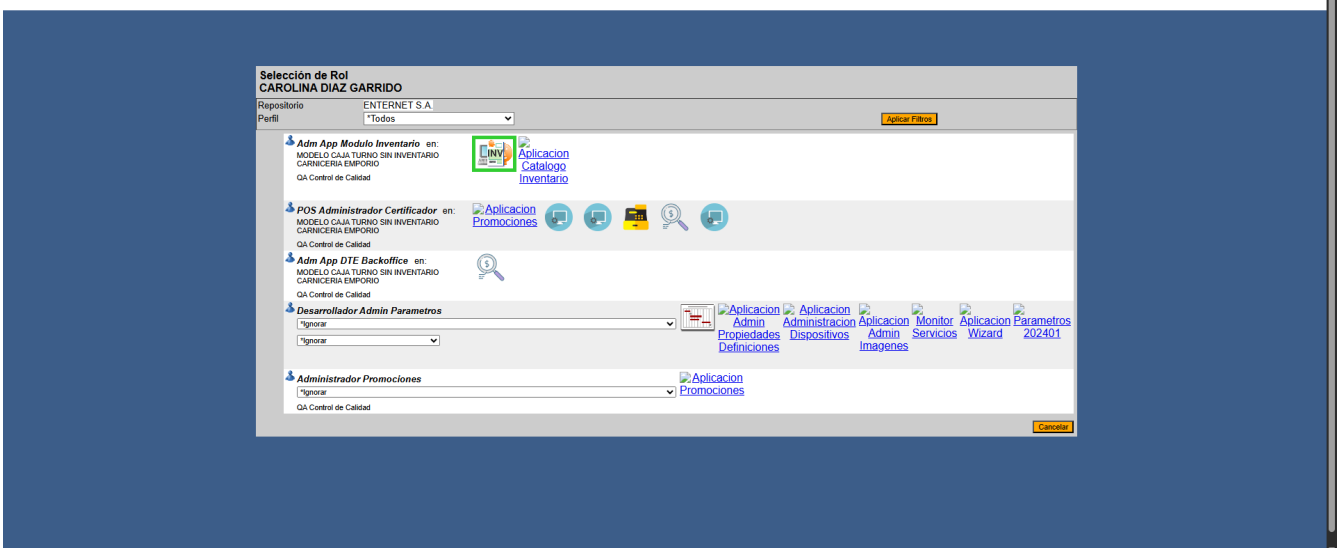 Selección de Rol
CAROLINA DIAZ GARRIDO
Repositorio ENTERNET S.A.
Perfil *Todos Aplicar Filtros
Adm App Modulo Inventario en:
MODELO CAJA TURNO SIN INVENTARIO
CARNICERIA EMPORIO
QA Control de Calidad
INV
Aplicacion
Catalogo
Inventario
POS Administrador Certificador en:
MODELO CAJA TURNO SIN INVENTARIO
CARNICERIA EMPORIO
QA Control de Calidad
Aplicacion
Promociones
Adm App DTE Backoffice en:
MODELO CAJA TURNO SIN INVENTARIO
CARNICERIA EMPORIO
QA Control de Calidad
Desarrollador Admin Parametros
*Ignorar
*Ignorar
Aplicacion
Admin
Propiedades
Definiciones
Aplicacion
Administracion
Dispositivos
Aplicacion
Admin
Imagenes
Monitor
Servicios
Aplicacion
Wizard
Parametros
202401
Administrador Promociones
*Ignorar
QA Control de Calidad
Aplicacion
Promociones
Cancelar